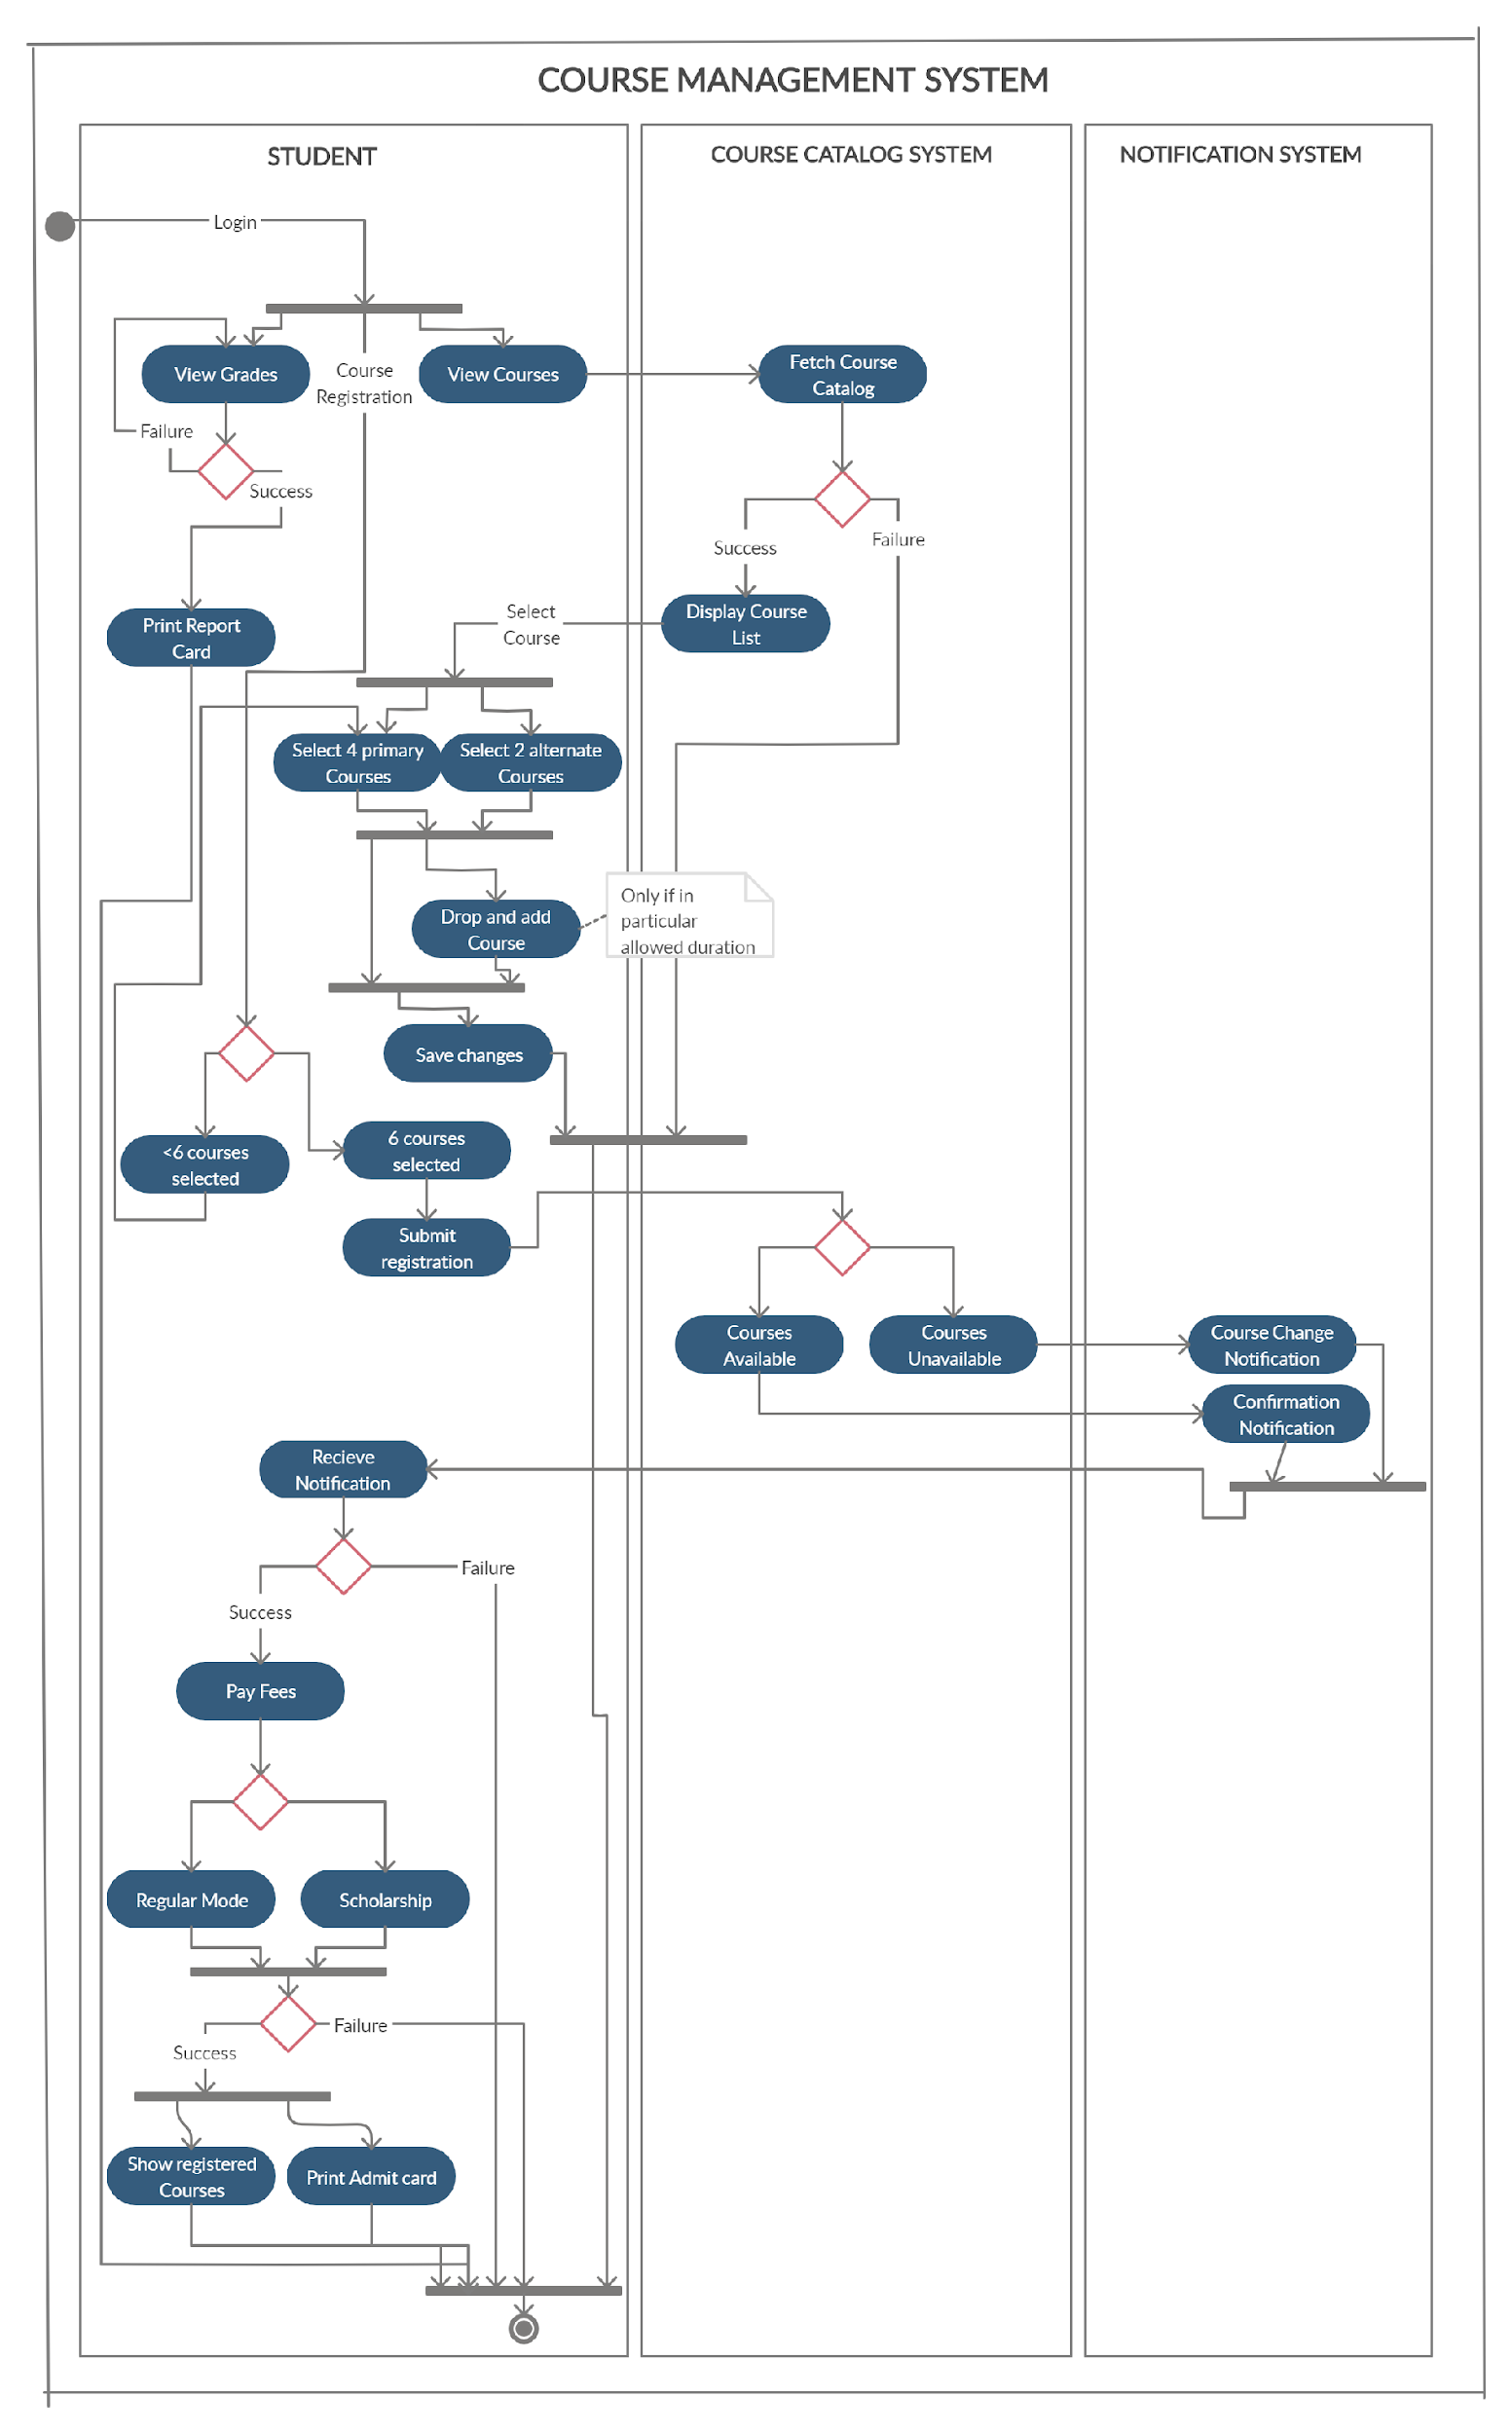 COURSE MANAGEMENT SYSTEM
STUDENT
COURSE CATALOG SYSTEM
NOTIFICATION SYSTEM
Login
View Grades
Course
Registration
View Courses
Fetch Course
Catalog
Failure
Success
Success
Failure
Print Report
Card
Select
Course
Display Course
List
Select 4 primary
Courses
Select 2 alternate
Courses
Drop and add
Course
Only if in
particular
allowed duration
Save changes
<6 courses
selected
6 courses
selected
Submit
registration
Courses
Available
Courses
Unavailable
Course Change
Notification
Confirmation
Notification
Recieve
Notification
Failure
Success
Pay Fees
Regular Mode
Scholarship
Failure
Success
Show registered
Courses
Print Admit card